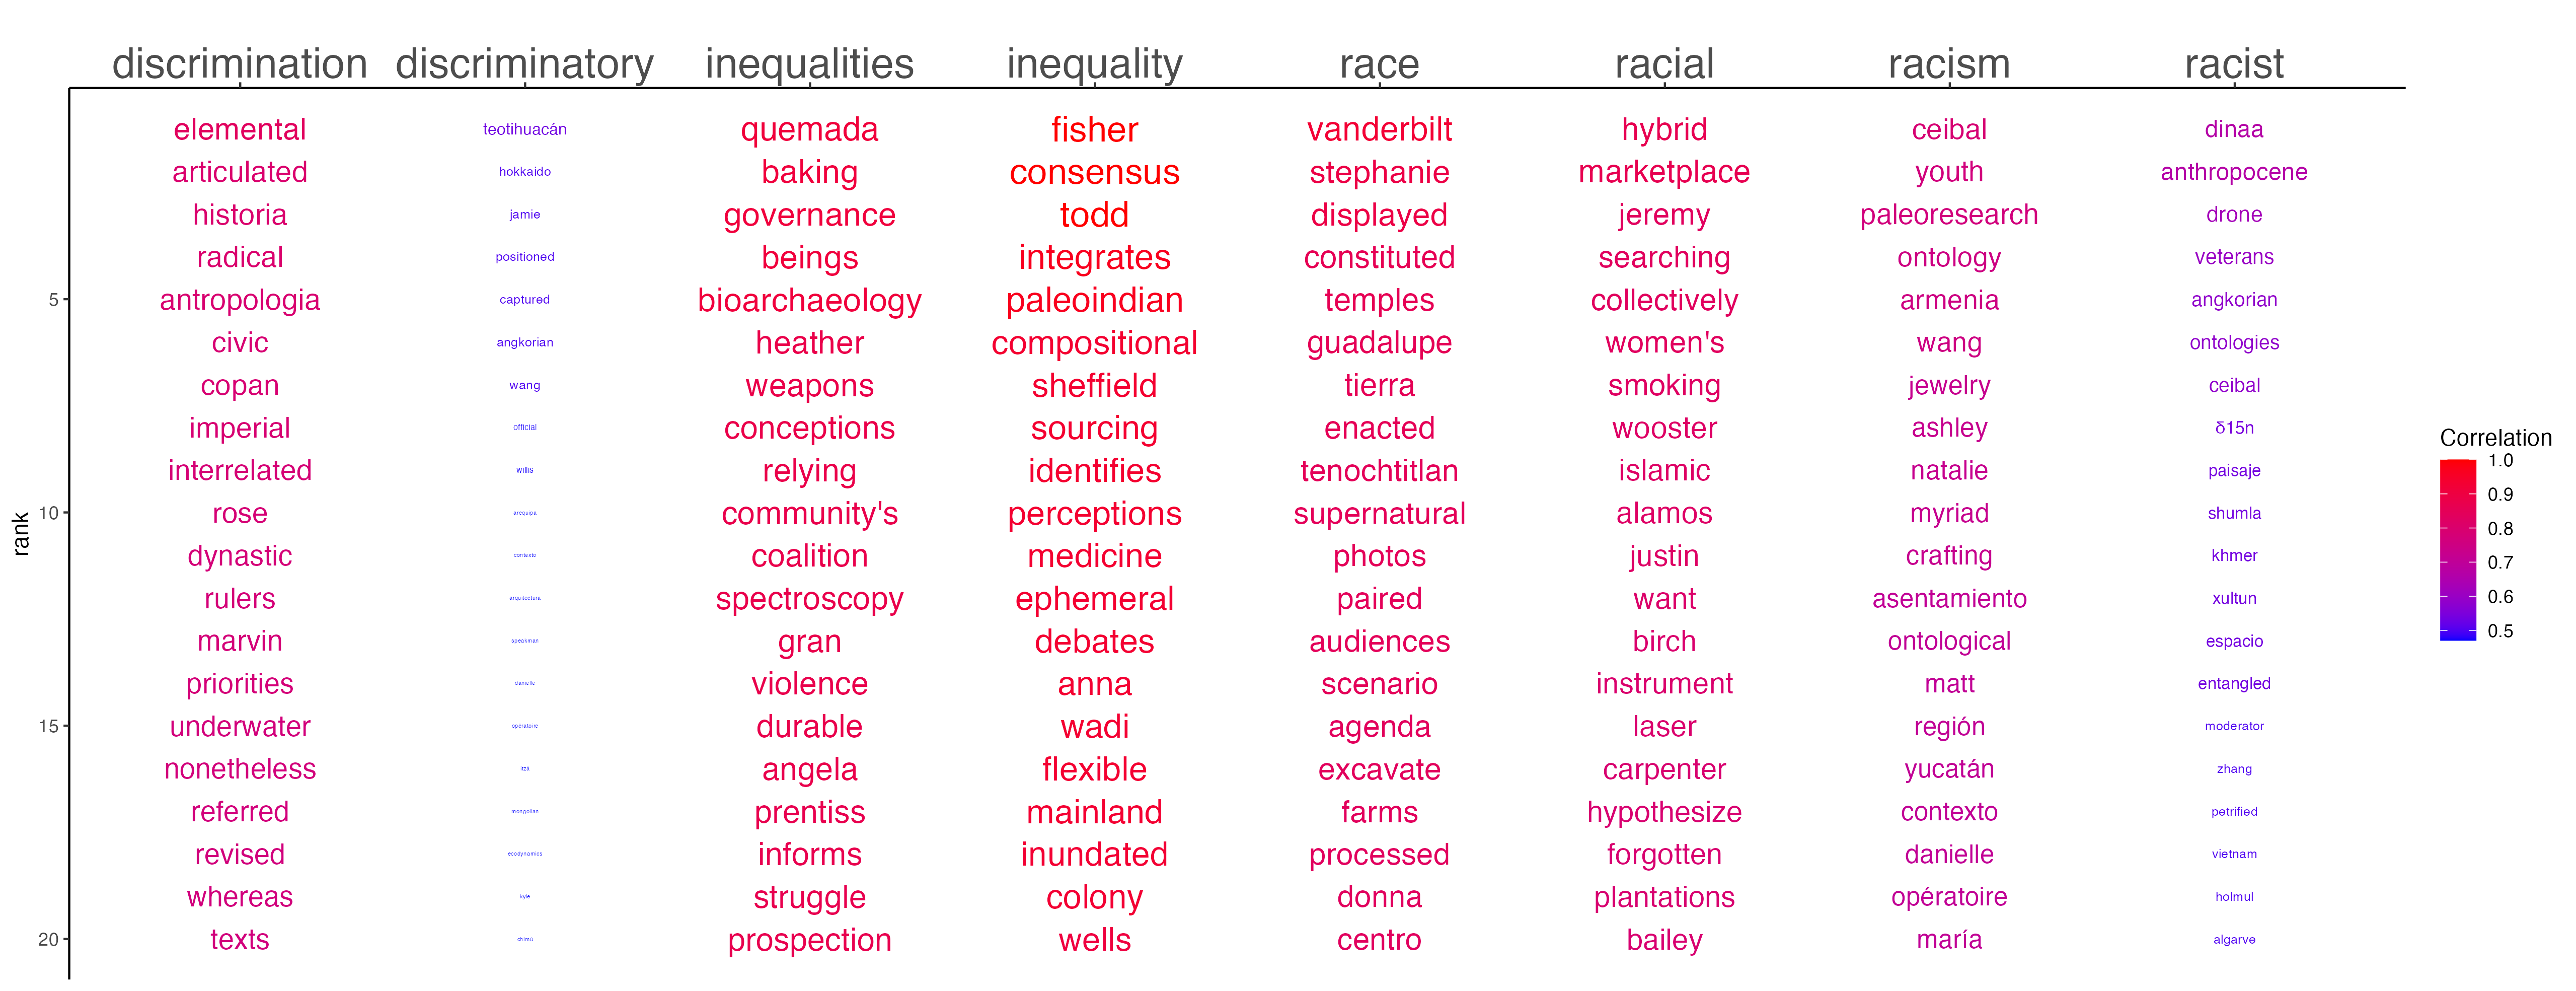 discrimination discriminatory inequalities inequality race racial racism racist
elemental teotihuacán quemada fisher vanderbilt hybrid ceibal dinaa
articulated hokkaido baking consensus stephanie marketplace youth anthropocene
historia jamie governance todd displayed jeremy paleoresearch drone
radical positioned beings integrates constituted searching ontology veterans
5 antropologia captured bioarchaeology paleoindian temples collectively armenia angkorian
civic angkorian heather compositional guadalupe women's wang ontologies
copan wang weapons sheffield tierra smoking jewelry ceibal
imperial official conceptions sourcing enacted wooster ashley δ15n
interrelated willis relying identifies tenochtitlan islamic natalie paisaje
rank 10 rose arequipa community's perceptions supernatural alamos myriad shumla
dynastic contexto coalition medicine photos justin crafting khmer
rulers arquitectura spectroscopy ephemeral paired want asentamiento xultun
marvin speakman gran debates audiences birch ontological espacio
priorities danielle violence anna scenario instrument matt entangled
15 underwater opératoire durable wadi agenda laser región moderator
nonetheless itza angela flexible excavate carpenter yucatán zhang
referred mongolian prentiss mainland farms hypothesize contexto petrified
revised ecodynamics informs inundated processed forgotten danielle vietnam
whereas kyle struggle colony donna plantations opératoire holmul
20 texts chimu prospection wells centro bailey maría algarve
Correlation
1.0
0.9
0.8
0.7
0.6
0.5